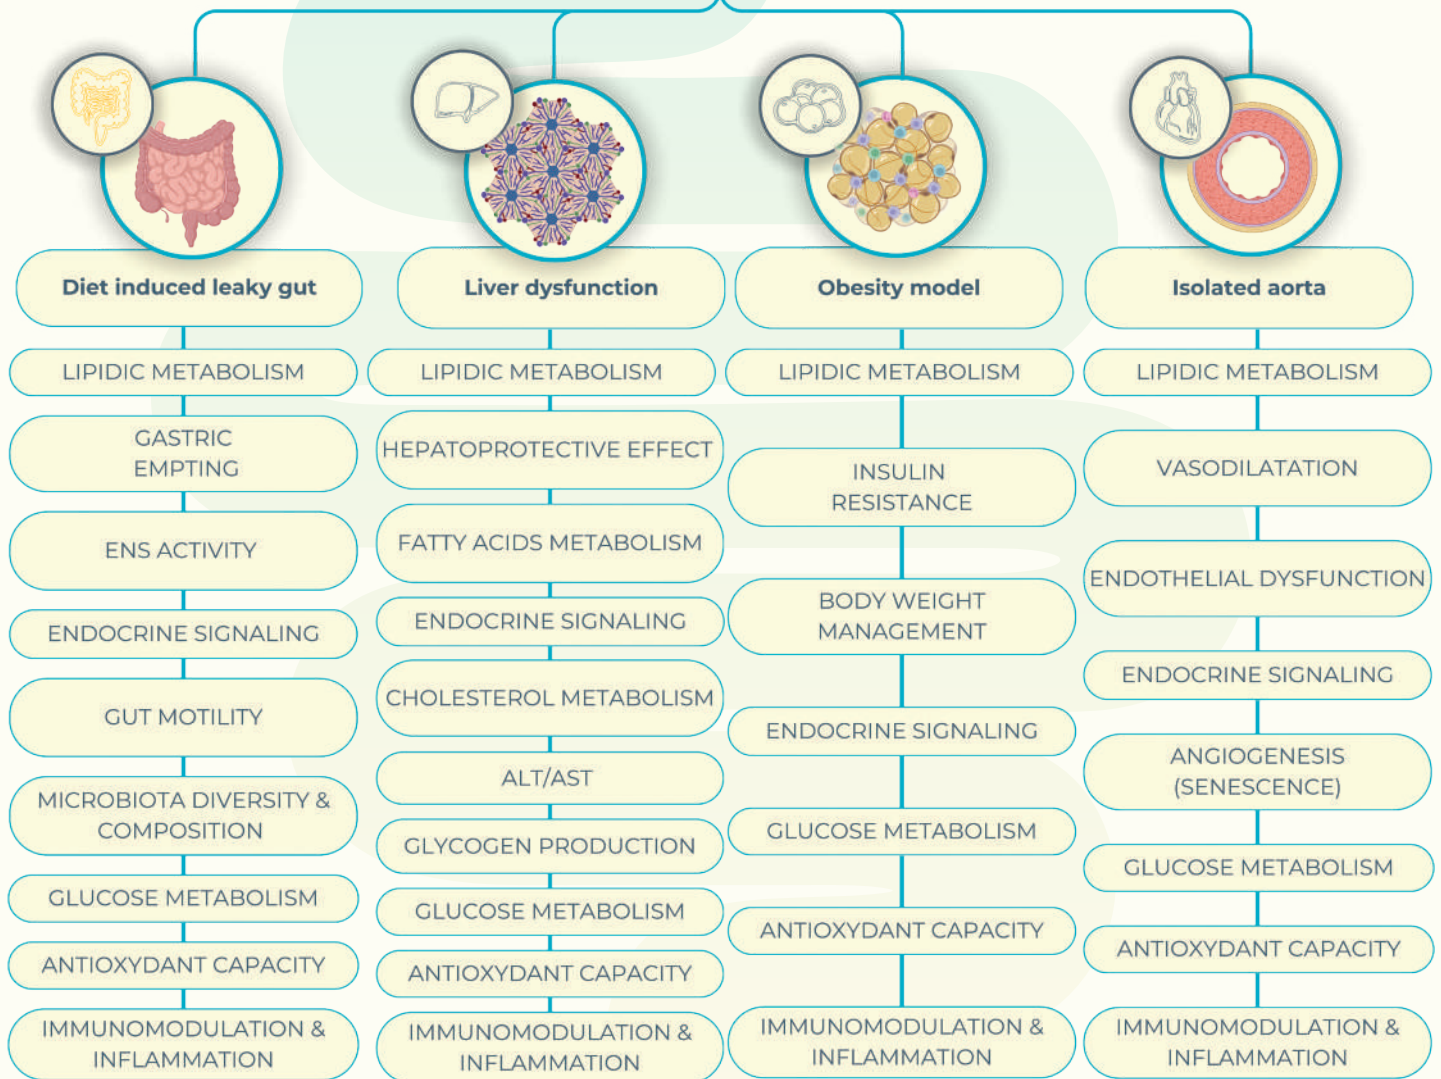 Diet induced leaky gut
LIPIDIC METABOLISM
GASTRIC
EMPTING
ENS ACTIVITY
ENDOCRINE SIGNALING
GUT MOTILITY
MICROBIOTA DIVERSITY &
COMPOSITION
GLUCOSE METABOLISM
ANTIOXYDANT CAPACITY
IMMUNOMODULATION &
INFLAMMATION
Liver dysfunction
LIPIDIC METABOLISM
HEPATOPROTECTIVE EFFECT
FATTY ACIDS METABOLISM
ENDOCRINE SIGNALING
CHOLESTEROL METABOLISM
ALT/AST
GLYCOGEN PRODUCTION
GLUCOSE METABOLISM
ANTIOXYDANT CAPACITY
IMMUNOMODULATION &
INFLAMMATION
Obesity model
LIPIDIC METABOLISM
INSULIN
RESISTANCE
BODY WEIGHT
MANAGEMENT
ENDOCRINE SIGNALING
GLUCOSE METABOLISM
ANTIOXYDANT CAPACITY
IMMUNOMODULATION &
INFLAMMATION
Isolated aorta
LIPIDIC METABOLISM
VASODILATATION
ENDOTHELIAL DYSFUNCTION
ENDOCRINE SIGNALING
ANGIOGENESIS
(SENESCENCE)
GLUCOSE METABOLISM
ANTIOXYDANT CAPACITY
IMMUNOMODULATION &
INFLAMMATION